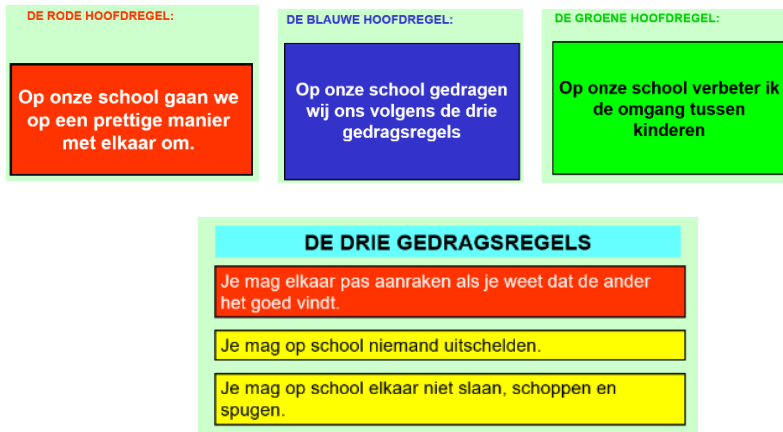 DE RODE HOOFDREGEL:
Op onze school gaan we
op een prettige manier
met elkaar om.
DE BLAUWE HOOFDREGEL:
Op onze school gedragen
wij ons volgens de drie
gedragsregels
DE GROENE HOOFDREGEL:
Op onze school verbeter ik
de omgang tussen
kinderen
DE DRIE GEDRAGSREGELS
Je mag elkaar pas aanraken als je weet dat de ander
het goed vindt.
Je mag op school niemand uitschelden.
Je mag op school elkaar niet slaan, schoppen en
spugen.